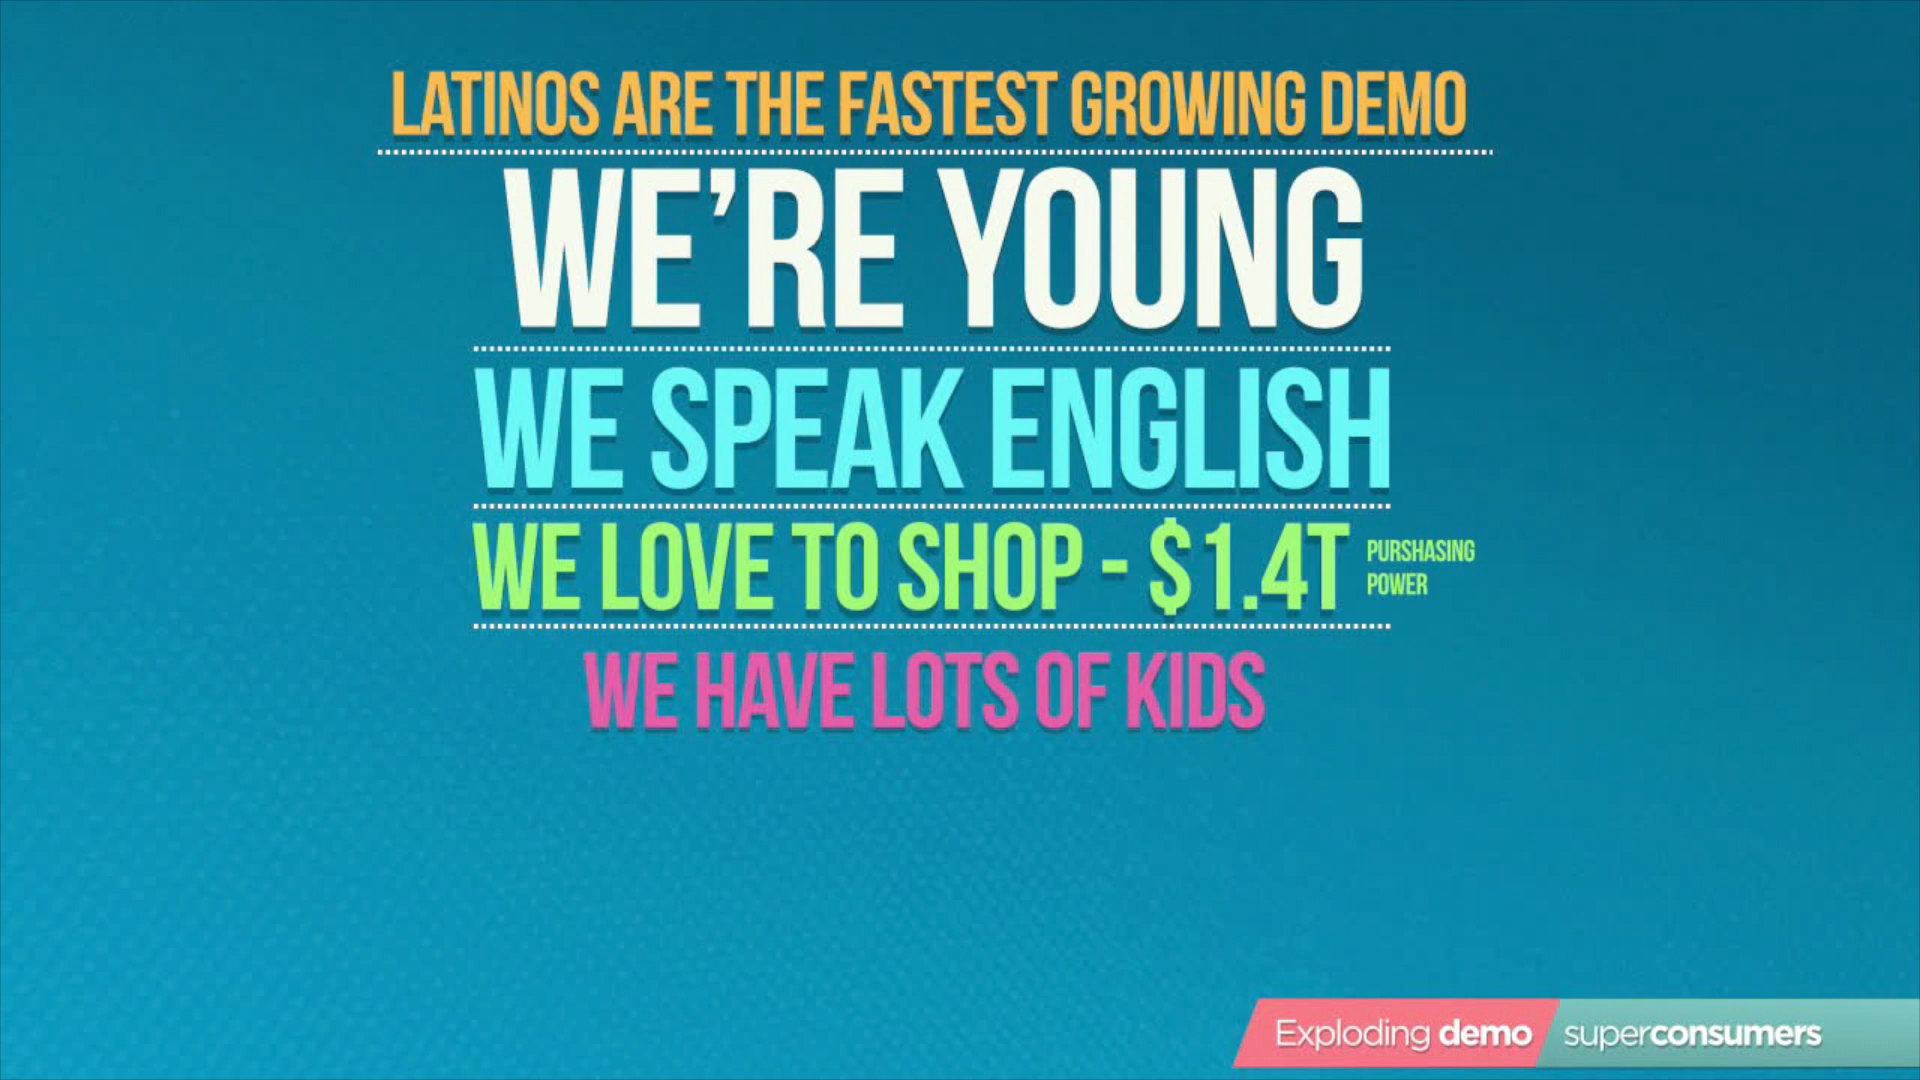 LATINOS ARE THE FASTEST GROWING DEMO
WE'RE YOUNG
WE SPEAK ENGLISH
WE LOVE TO SHOP - $1.4T PURSHASING
POWER
WE HAVE LOTS OF KIDS
Exploding demo superconsumers